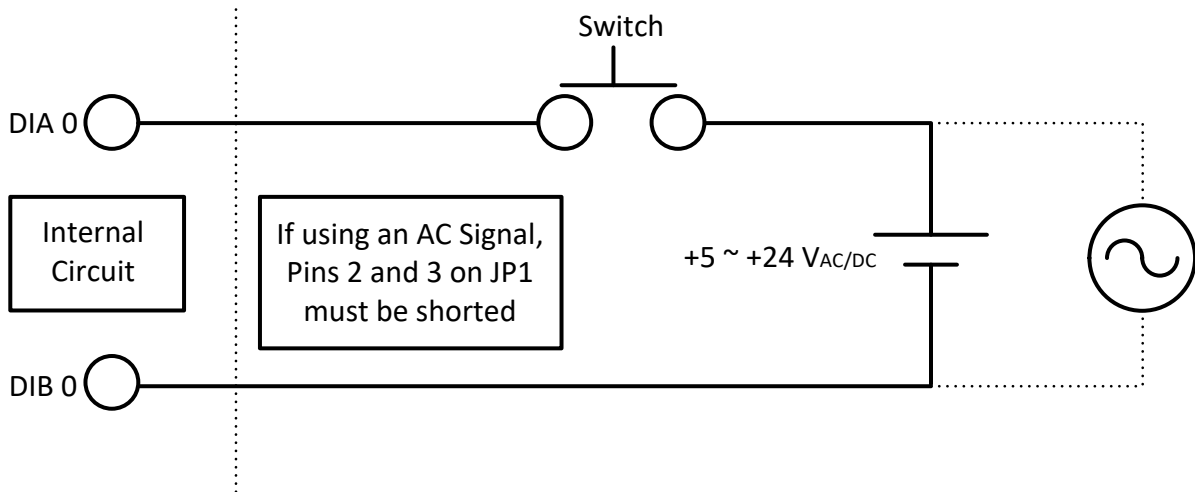 Switch
DIA 0
Internal
Circuit
If using an AC Signal,
Pins 2 and 3 on JP1
must be shorted
+5 ~ +24 VAC/DC
DIB 0